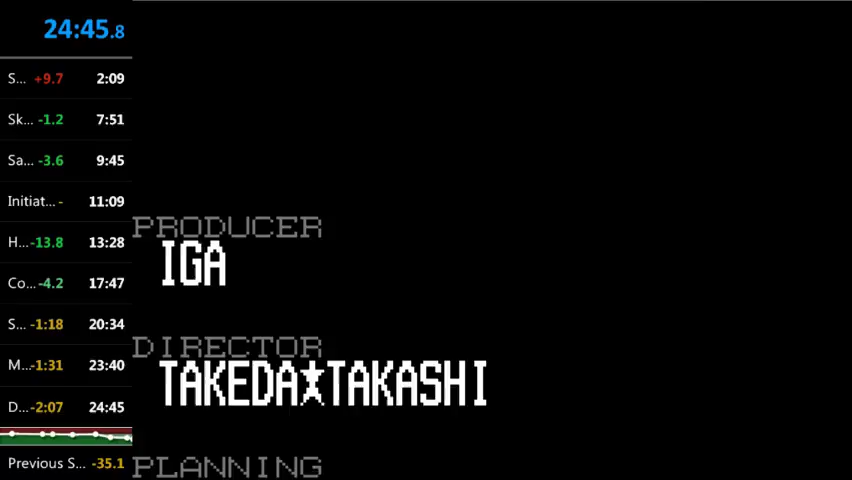 24:45.8
S... +9.7 2:09
Sk... -1.2 7:51
Sa... -3.6 9:45
Initiat... - 11:09
H... -13.8 13:28
Co... -4.2 17:47
S... -1:18 20:34
M... -1:31 23:40
D... -2:07 24:45
Previous S... -35.1
PRODUCER
IGA
DIRECTOR
TAKEDA★TAKASHI
PLANNING